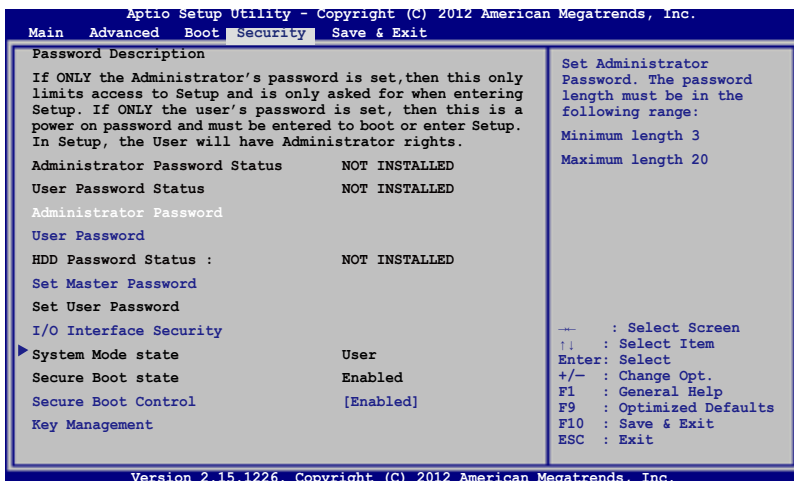 Aptio Setup Utility - Copyright (C) 2012 American Megatrends, Inc.
Main Advanced Boot Security Save & Exit
Password Description
If ONLY the Administrator's password is set,then this only
limits access to Setup and is only asked for when entering
Setup. If ONLY the user's password is set, then this is a
power on password and must be entered to boot or enter Setup.
In Setup, the User will have Administrator rights.
Administrator Password Status NOT INSTALLED
User Password Status NOT INSTALLED
Administrator Password
User Password
HDD Password Status : NOT INSTALLED
Set Master Password
Set User Password
I/O Interface Security
System Mode state User
Secure Boot state Enabled
Secure Boot Control [Enabled]
Key Management
Set Administrator
Password. The password
length must be in the
following range:
Minimum length 3
Maximum length 20
→← : Select Screen
↑↓ : Select Item
Enter: Select
+/— : Change Opt.
F1 : General Help
F9 : Optimized Defaults
F10 : Save & Exit
ESC : Exit
Version 2.15.1226. Copyright (C) 2012 American Megatrends, Inc.